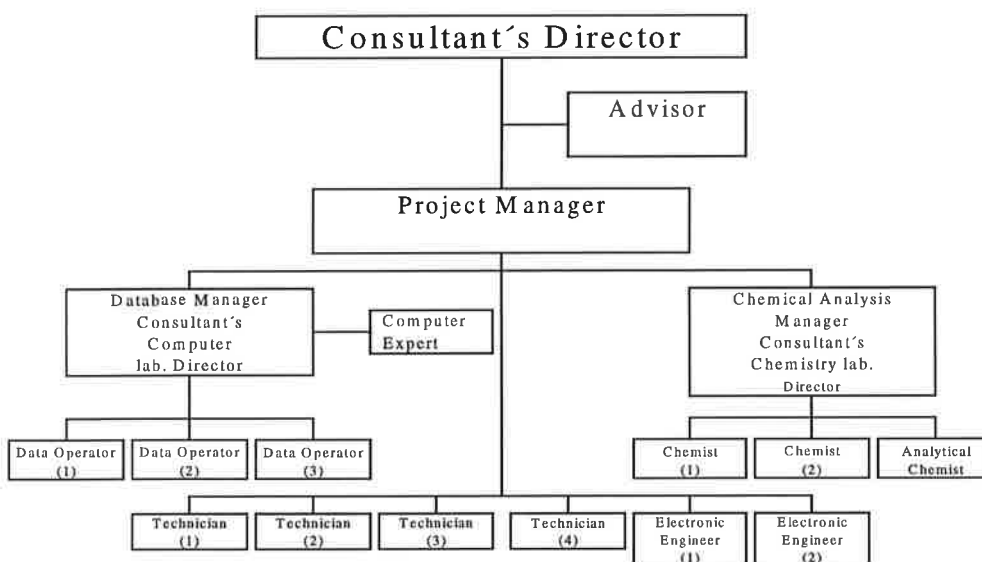 Consultant´s Director
Advisor
Project Manager
Database Manager
Consultant´s
Computer
lab. Director
Computer
Expert
Chemical Analysis
Manager
Consultant´s
Chemistry lab.
Director
Data Operator
(1)
Data Operator
(2)
Data Operator
(3)
Chemist
(1)
Chemist
(2)
Analytical
Chemist
Technician
(1)
Technician
(2)
Technician
(3)
Technician
(4)
Electronic
Engineer
(1)
Electronic
Engineer
(2)